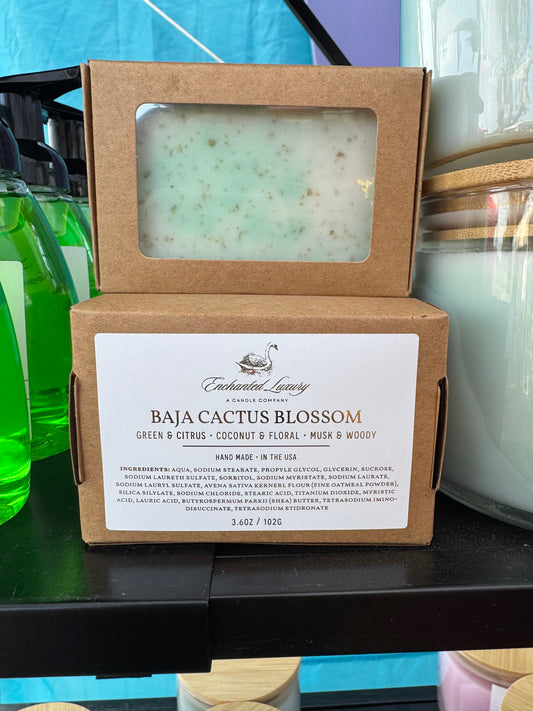 Enchanted Luxury
A CANDLE COMPANY
BAJA CACTUS BLOSSOM
GREEN & CITRUS • COCONUT & FLORAL • MUSK & WOODY
HAND MADE • IN THE USA
INGREDIENTS: AQUA, SODIUM STEARATE, PROPYLE GLYCOL, GLYCERIN, SUCROSE,
SODIUM LAURETH SULFATE, SORBITOL, SODIUM MYRISTATE, SODIUM LAURATE,
SODIUM LAURYL SULFATE, AVENA SATIVA KERNERL FLOUR (FINE OATMEAL POWDER),
SILICA SILYLATE, SODIUM CHLORIDE, STEARIC ACID, TITANIUM DIOXIDE, MYRISTIC
ACID, LAURIC ACID, BUTYROSPERMUM PARKII (SHEA) BUTTER, TETRASODIUM IMINO-
DISUCCINATE, TETRASODIUM ETIDRONATE
3.6OZ / 102G